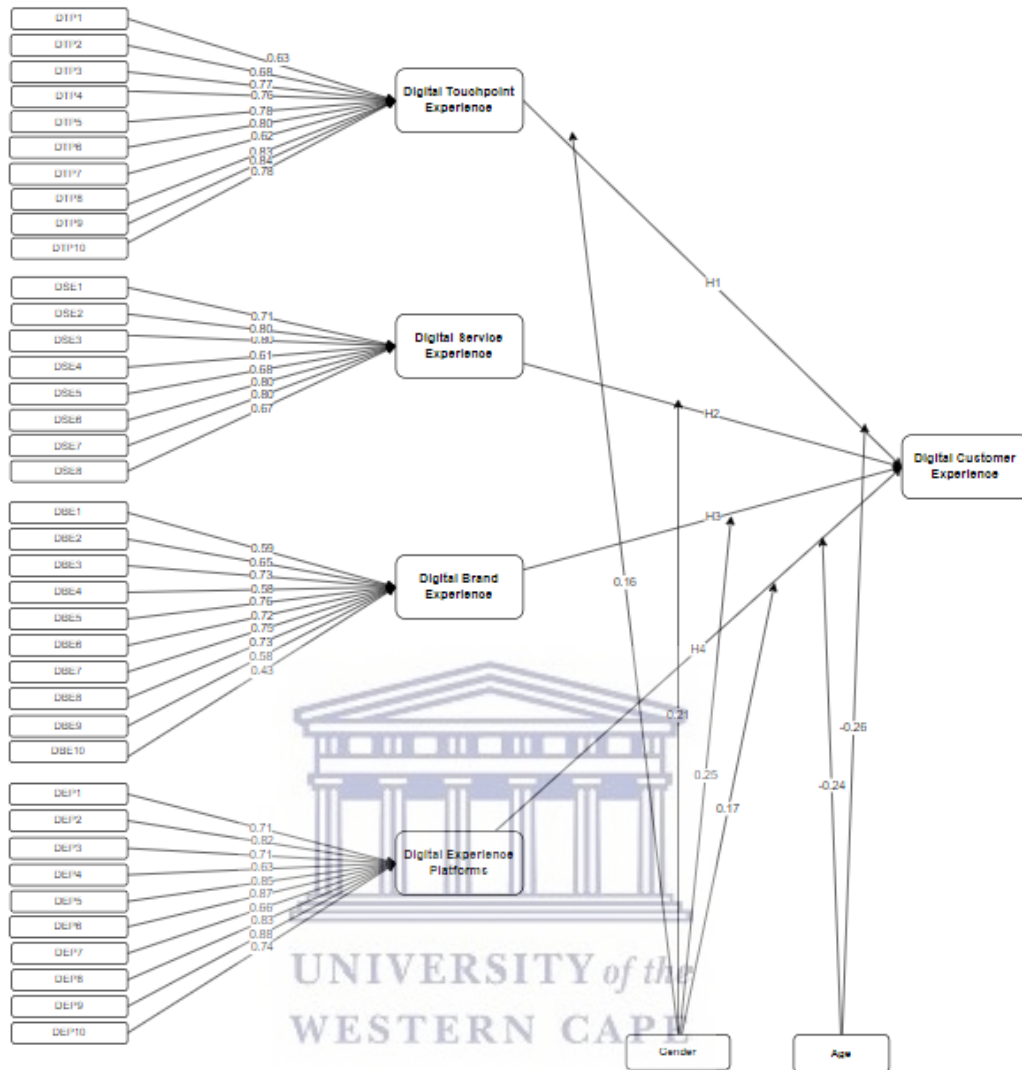 DTP1
DTP2
DTP3
DTP4
DTP5
DTP6
DTP7
DTP8
DTP9
DTP10
0.63
0.68
0.77
0.76
0.78
0.80
0.62
0.83
0.84
0.78
Digital Touchpoint
Experience
H1
DSE1
DSE2
DSE3
DSE4
DSE5
DSE6
DSE7
DSE8
0.71
0.80
0.80
0.61
0.68
0.80
0.80
0.67
Digital Service
Experience
H2
Digital Customer
Experience
DBE1
DBE2
DBE3
DBE4
DBE5
DBE6
DBE7
DBE8
DBE9
DBE10
0.59
0.65
0.73
0.58
0.76
0.72
0.75
0.73
0.58
0.43
Digital Brand
Experience
H3
0.16
H4
0.21
0.25
0.17
-0.24
-0.26
DEP1
DEP2
DEP3
DEP4
DEP5
DEP6
DEP7
DEP8
DEP9
DEP10
0.71
0.82
0.71
0.63
0.85
0.87
0.66
0.83
0.88
0.74
Digital Experience
Platforms
UNIVERSITY of the
WESTERN CAPE
Gender
Age